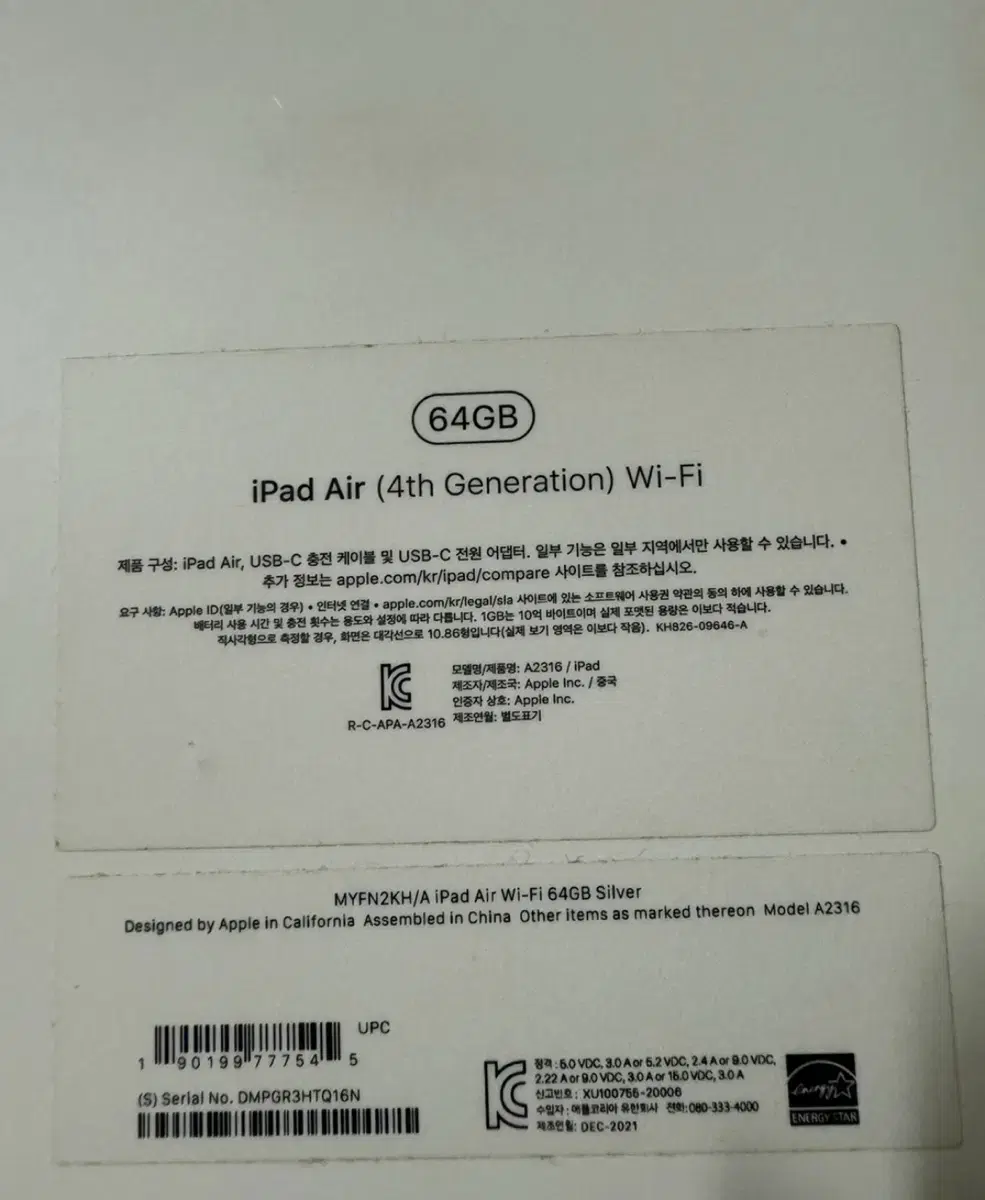 64GB
iPad Air (4th Generation) Wi-Fi
제품 구성: iPad Air, USB-C 충전 케이블 및 USB-C 전원 어댑터. 일부 기능은 일부 지역에서만 사용할 수 있습니다. •
추가 정보는 apple.com/kr/ipad/compare 사이트를 참조하십시오.
요구 사항: Apple ID(일부 기능의 경우) • 인터넷 연결 • apple.com/kr/legal/sla 사이트에 있는 소프트웨어 사용권 약관의 동의 하에 사용할 수 있습니다.
배터리 사용 시간 및 충전 횟수는 용도와 설정에 따라 다릅니다. 1GB는 10억 바이트이며 실제 포맷된 용량은 이보다 적습니다.
직사각형으로 측정할 경우, 화면은 대각선으로 10.86형입니다(실제 보기 영역은 이보다 작음). KH826-09646-A
모델명/제품명: A2316 / iPad
제조자/제조국: Apple Inc. / 중국
인증자 상호: Apple Inc.
R-C-APA-A2316 제조연월: 별도표기
MYFN2KH/A iPad Air Wi-Fi 64GB Silver
Designed by Apple in California Assembled in China Other items as marked thereon Model A2316
UPC
1 90199 77754 5
(S) Serial No. DMPGR3HTQ16N
정격 : 5.0 VDC, 3.0 A or 5.2 VDC, 2.4 A or 9.0 VDC,
2.22 A or 9.0 VDC, 3.0 A or 15.0 VDC, 3.0 A
신고번호 : XU100756-20006
수입자 : 애플코리아 유한회사 전화:080-333-4000
제조연월: DEC-2021
energy
ENERGY STAR